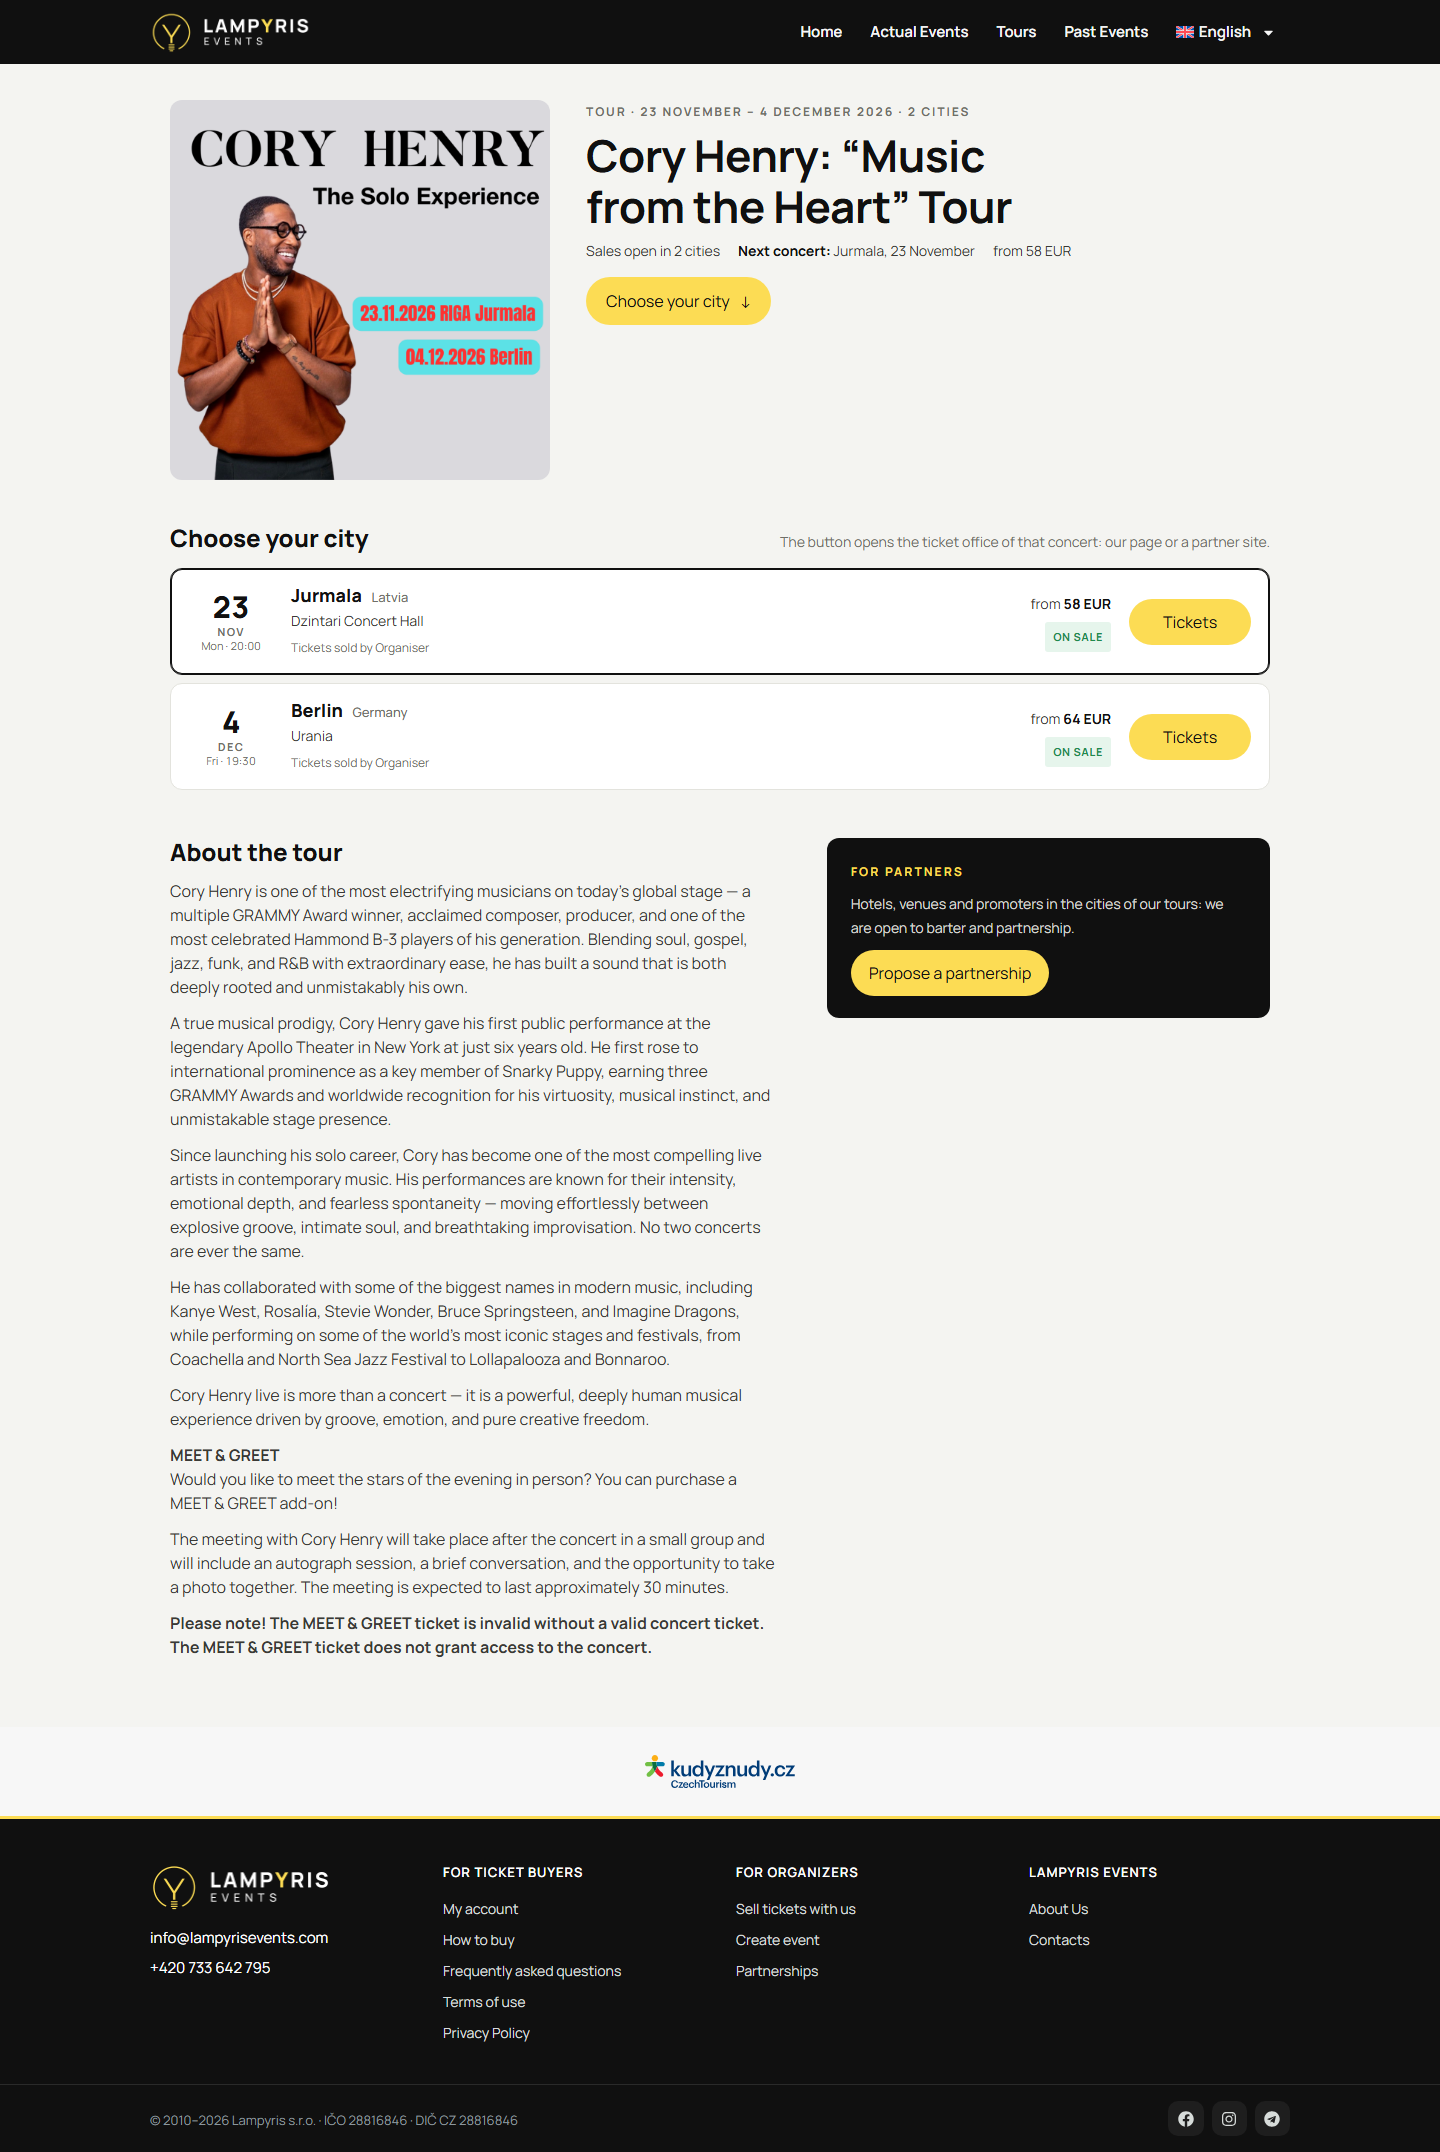 LAMPYRIS
EVENTS
Home
Actual Events
Tours
Past Events
English
CORY HENRY
The Solo Experience
23.11.2026 RIGA Jurmala
04.12.2026 Berlin
TOUR · 23 NOVEMBER – 4 DECEMBER 2026 · 2 CITIES
Cory Henry: “Music
from the Heart” Tour
Sales open in 2 cities Next concert: Jurmala, 23 November from 58 EUR
Choose your city ↓
Choose your city
The button opens the ticket office of that concert: our page or a partner site.
23
NOV
Mon · 20:00
Jurmala Latvia
Dzintari Concert Hall
Tickets sold by Organiser
from 58 EUR
ON SALE
Tickets
4
DEC
Fri · 19:30
Berlin Germany
Urania
Tickets sold by Organiser
from 64 EUR
ON SALE
Tickets
About the tour
Cory Henry is one of the most electrifying musicians on today’s global stage — a
multiple GRAMMY Award winner, acclaimed composer, producer, and one of the
most celebrated Hammond B-3 players of his generation. Blending soul, gospel,
jazz, funk, and R&B with extraordinary ease, he has built a sound that is both
deeply rooted and unmistakably his own.
A true musical prodigy, Cory Henry gave his first public performance at the
legendary Apollo Theater in New York at just six years old. He first rose to
international prominence as a key member of Snarky Puppy, earning three
GRAMMY Awards and worldwide recognition for his virtuosity, musical instinct, and
unmistakable stage presence.
Since launching his solo career, Cory has become one of the most compelling live
artists in contemporary music. His performances are known for their intensity,
emotional depth, and fearless spontaneity — moving effortlessly between
explosive groove, intimate soul, and breathtaking improvisation. No two concerts
are ever the same.
He has collaborated with some of the biggest names in modern music, including
Kanye West, Rosalía, Stevie Wonder, Bruce Springsteen, and Imagine Dragons,
while performing on some of the world’s most iconic stages and festivals, from
Coachella and North Sea Jazz Festival to Lollapalooza and Bonnaroo.
Cory Henry live is more than a concert — it is a powerful, deeply human musical
experience driven by groove, emotion, and pure creative freedom.
MEET & GREET
Would you like to meet the stars of the evening in person? You can purchase a
MEET & GREET add-on!
The meeting with Cory Henry will take place after the concert in a small group and
will include an autograph session, a brief conversation, and the opportunity to take
a photo together. The meeting is expected to last approximately 30 minutes.
Please note! The MEET & GREET ticket is invalid without a valid concert ticket.
The MEET & GREET ticket does not grant access to the concert.
FOR PARTNERS
Hotels, venues and promoters in the cities of our tours: we
are open to barter and partnership.
Propose a partnership
kudyznudy.cz
CzechTourism
LAMPYRIS
EVENTS
info@lampyrisevents.com
+420 733 642 795
FOR TICKET BUYERS
My account
How to buy
Frequently asked questions
Terms of use
Privacy Policy
FOR ORGANIZERS
Sell tickets with us
Create event
Partnerships
LAMPYRIS EVENTS
About Us
Contacts
© 2010–2026 Lampyris s.r.o. · IČO 28816846 · DIČ CZ 28816846